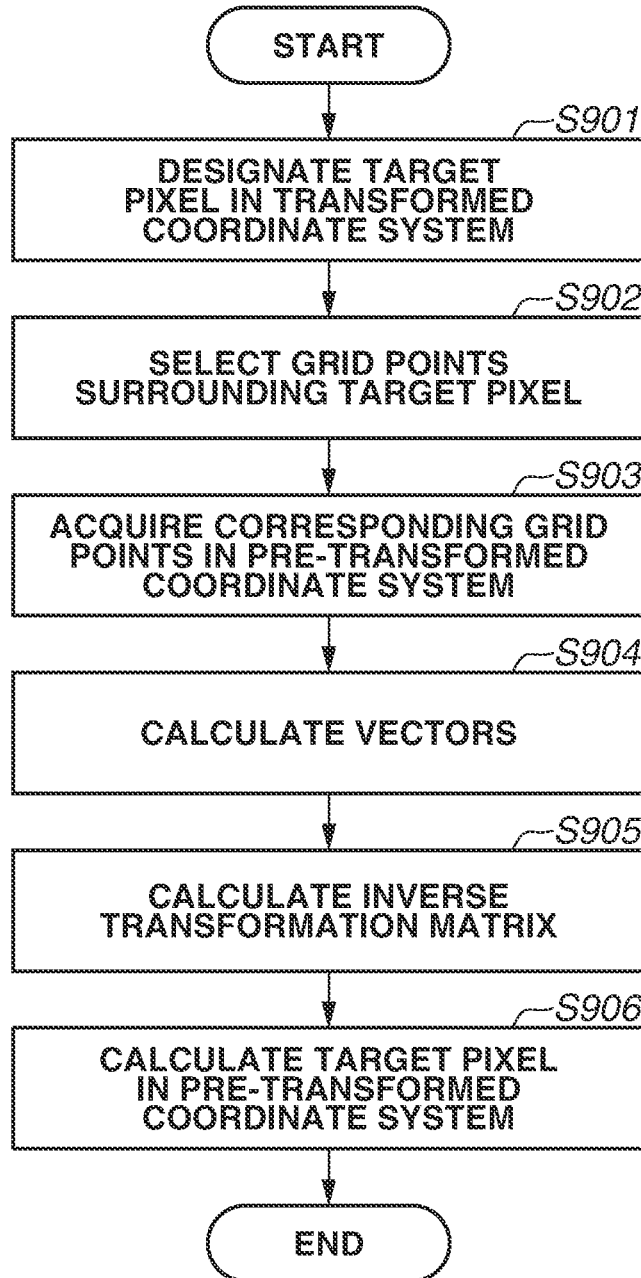 START
S901
DESIGNATE TARGET
PIXEL IN TRANSFORMED
COORDINATE SYSTEM
S902
SELECT GRID POINTS
SURROUNDING TARGET PIXEL
S903
ACQUIRE CORRESPONDING GRID
POINTS IN PRE-TRANSFORMED
COORDINATE SYSTEM
S904
CALCULATE VECTORS
S905
CALCULATE INVERSE
TRANSFORMATION MATRIX
S906
CALCULATE TARGET PIXEL
IN PRE-TRANSFORMED
COORDINATE SYSTEM
END